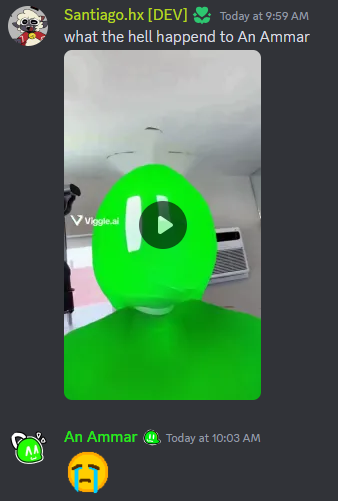 Santiago.hx [DEV] Today at 9:59 AM
what the hell happend to An Ammar
Viggle.ai
An Ammar Today at 10:03 AM